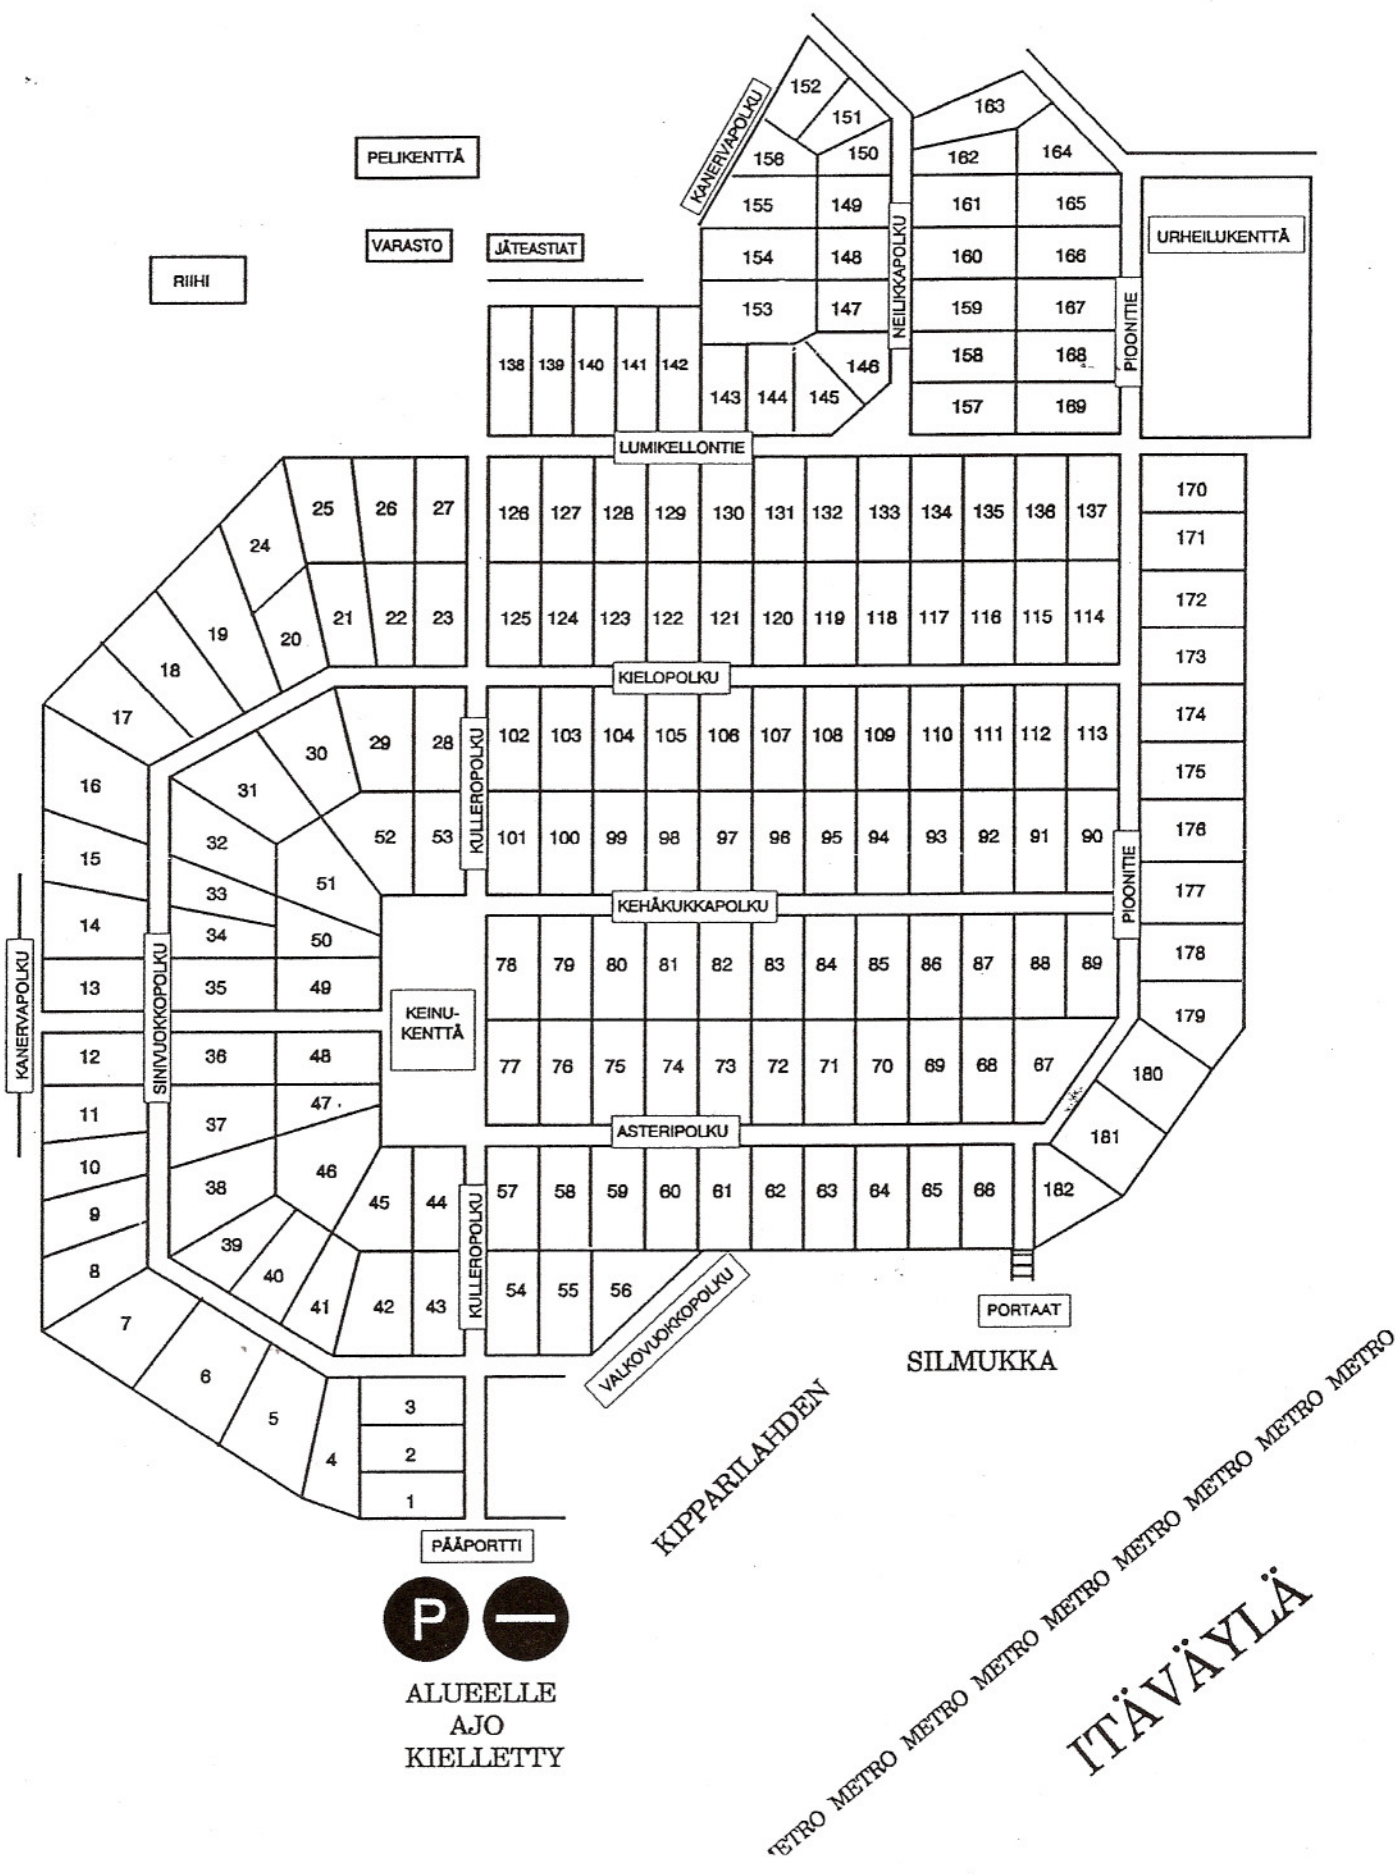 152
163
151
KANERVAPOLKU
156
150
162
164
PELIKENTTÄ
155
149
161
165
VARASTO
JÄTEASTIAT
URHEILUKENTTÄ
154
148
160
166
RIIHI
NEILIKKAPOLKU
153
147
159
167
PIOONITIE
138 139 140 141 142
158
168
146
143 144 145
157
169
LUMIKELLONTIE
25 26 27
126 127 128 129 130 131 132 133 134 135 136 137
170
24
171
21 22 23
125 124 123 122 121 120 119 118 117 116 115 114
172
19 20
18
KIELOPOLKU
173
17
30 29 28
KULLEROPOLKU
102 103 104 105 106 107 108 109 110 111 112 113
174
16
31
175
32
52 53
101 100 99 98 97 96 95 94 93 92 91 90
176
15
33
51
KEHÄKUKKAPOLKU
PIOONITIE
177
14
34
50
78 79 80 81 82 83 84 85 86 87 88 89
178
KANERVAPOLKU
SINIVUOKKOPOLKU
13
35
49
KEINU-
KENTTÄ
179
12
36
48
77 76 75 74 73 72 71 70 69 68 67
180
11
37
47
ASTERIPOLKU
181
10
38
46
45 44
57 58 59 60 61 62 63 64 65 66
182
9
39
KULLEROPOLKU
8
40
41 42 43
54 55 56
VALKOVUOKKOPOLKU
PORTAAT
7
6
5
4
3
2
1
SILMUKKA
KIPPARILAHDEN
PÄÄPORTTI
P
ALUEELLE
AJO
KIELLETTY
METRO METRO METRO METRO METRO METRO METRO METRO
ITÄVÄYLÄ